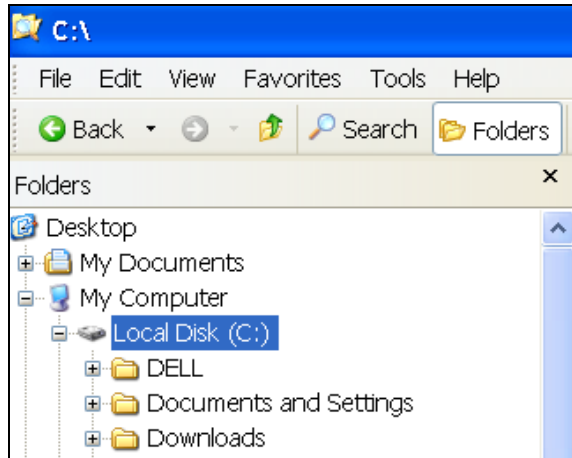 C:\
File Edit View Favorites Tools Help
Back Search Folders
Folders
Desktop
My Documents
My Computer
Local Disk (C:)
DELL
Documents and Settings
Downloads